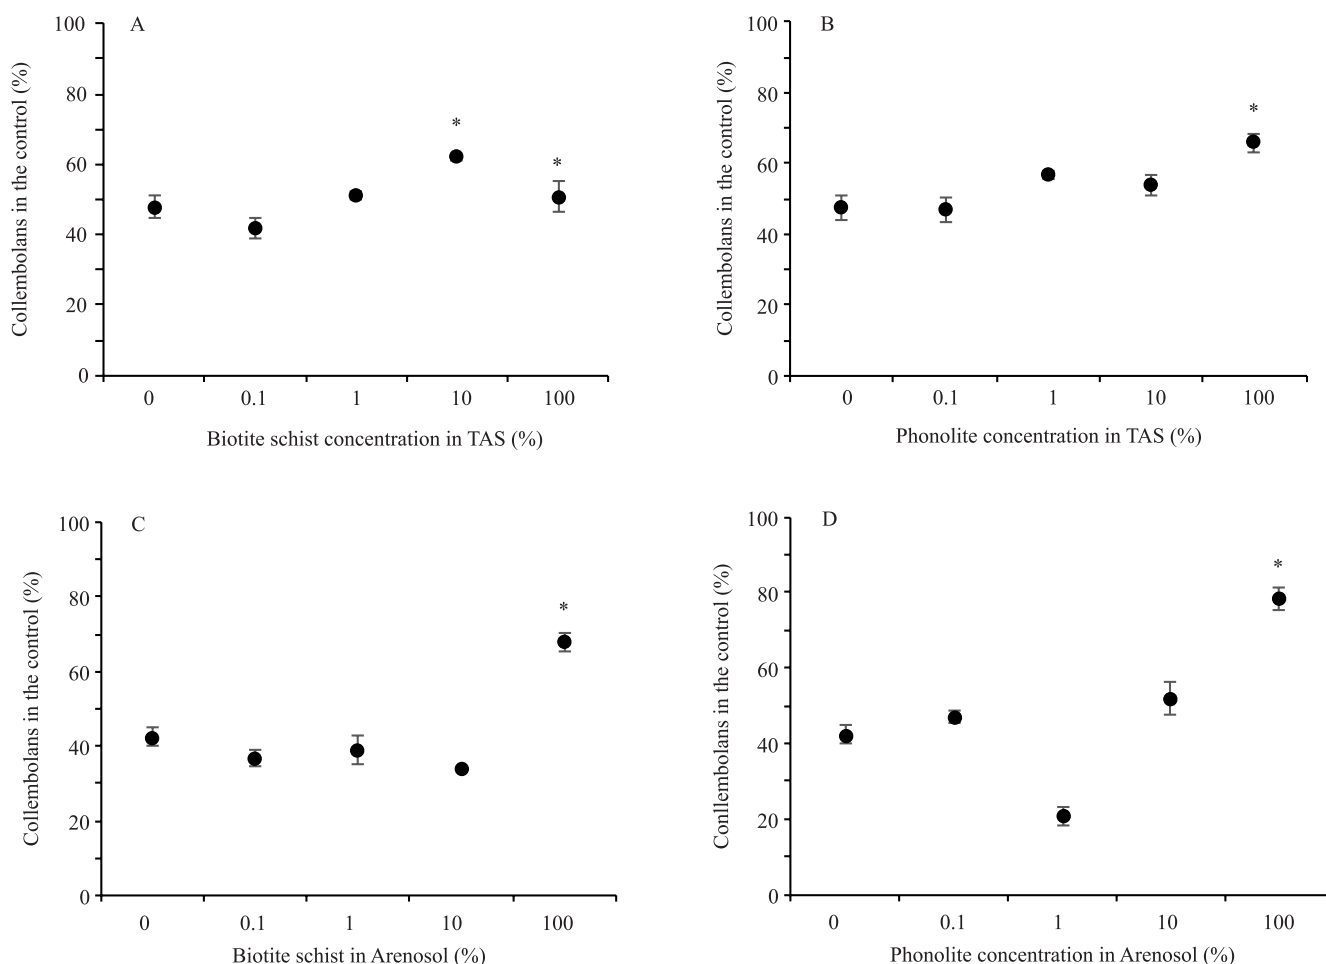 A
Collembolans in the control (%)
100
80
60
40
20
0
*
*
0 0.1 1 10 100
Biotite schist concentration in TAS (%)
B
Collembolans in the control (%)
100
80
60
40
20
0
*
0 0.1 1 10 100
Phonolite concentration in TAS (%)
C
Collembolans in the control (%)
100
80
60
40
20
0
*
0 0.1 1 10 100
Biotite schist in Arenosol (%)
D
Conllembolans in the control (%)
100
80
60
40
20
0
*
0 0.1 1 10 100
Phonolite concentration in Arenosol (%)